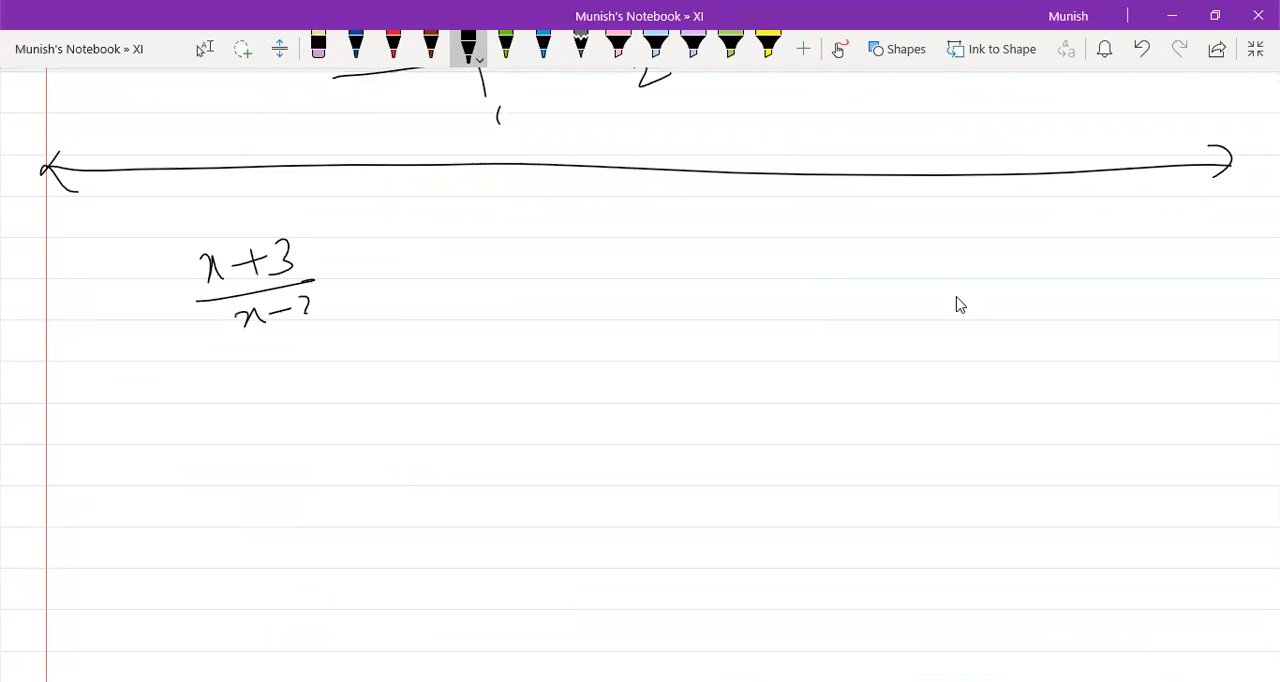 Munish's Notebook » XI
Munish
Munish's Notebook » XI
Shapes
Ink to Shape
x+3
x-